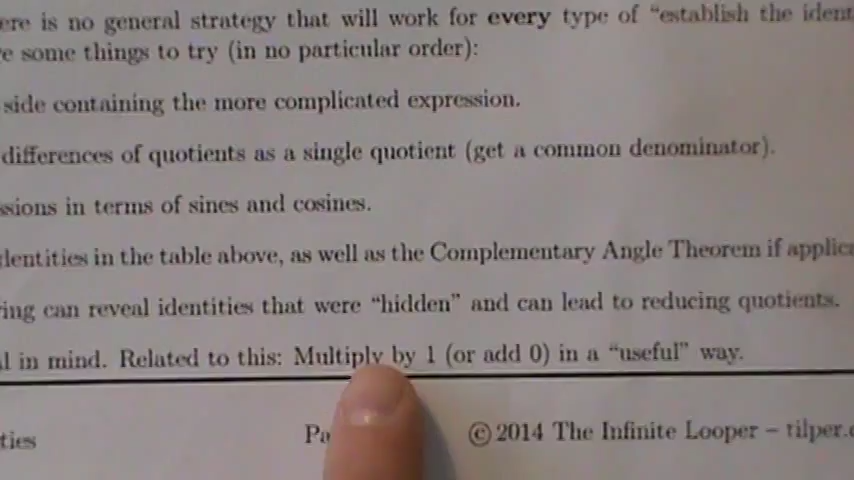 ere is no general strategy that will work for every type of "establish the ident
e some things to try (in no particular order):
side containing the more complicated expression.
differences of quotients as a single quotient (get a common denominator).
ssions in terms of sines and cosines.
dentities in the table above, as well as the Complementary Angle Theorem if applica
ing can reveal identities that were "hidden" and can lead to reducing quotients.
l in mind. Related to this: Multiply by 1 (or add 0) in a "useful" way.
ties Pa © 2014 The Infinite Looper – tilper.